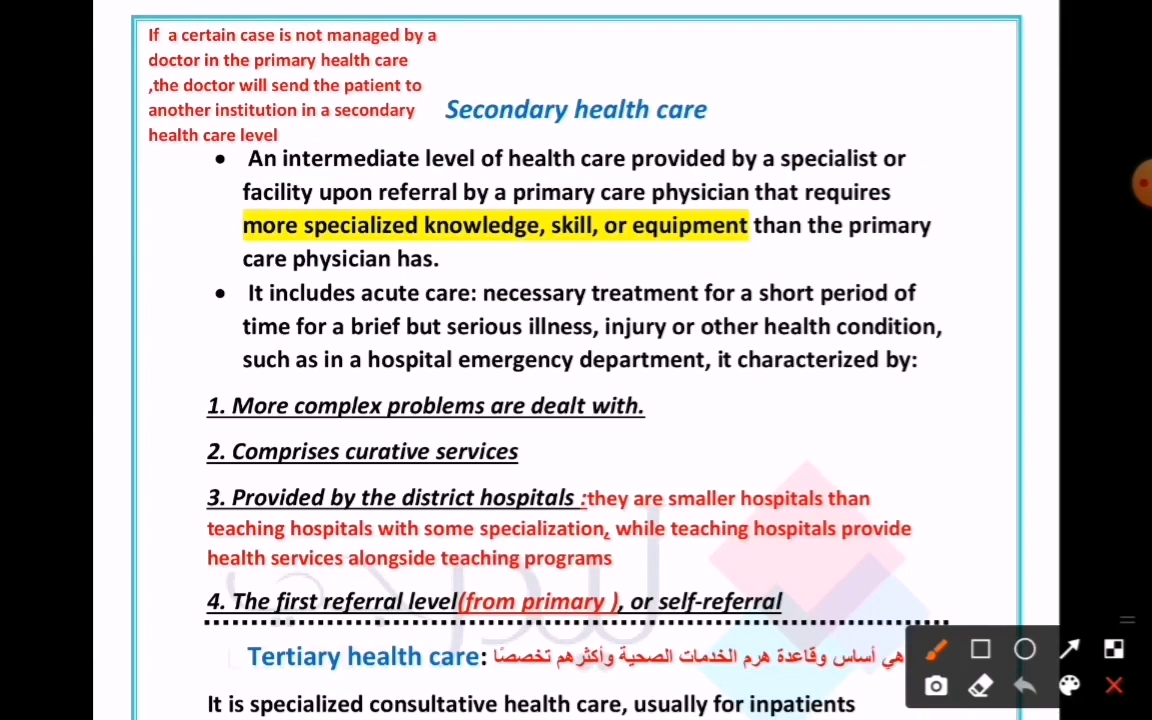 If a certain case is not managed by a
doctor in the primary health care
,the doctor will send the patient to
another institution in a secondary
health care level
Secondary health care
• An intermediate level of health care provided by a specialist or
facility upon referral by a primary care physician that requires
more specialized knowledge, skill, or equipment than the primary
care physician has.
• It includes acute care: necessary treatment for a short period of
time for a brief but serious illness, injury or other health condition,
such as in a hospital emergency department, it characterized by:
1. More complex problems are dealt with.
2. Comprises curative services
3. Provided by the district hospitals :they are smaller hospitals than
teaching hospitals with some specialization, while teaching hospitals provide
health services alongside teaching programs
4. The first referral level(from primary ), or self-referral
Tertiary health care: هي أساس وقاعدة هرم الخدمات الصحية وأكثرهم تخصصًا
It is specialized consultative health care, usually for inpatients